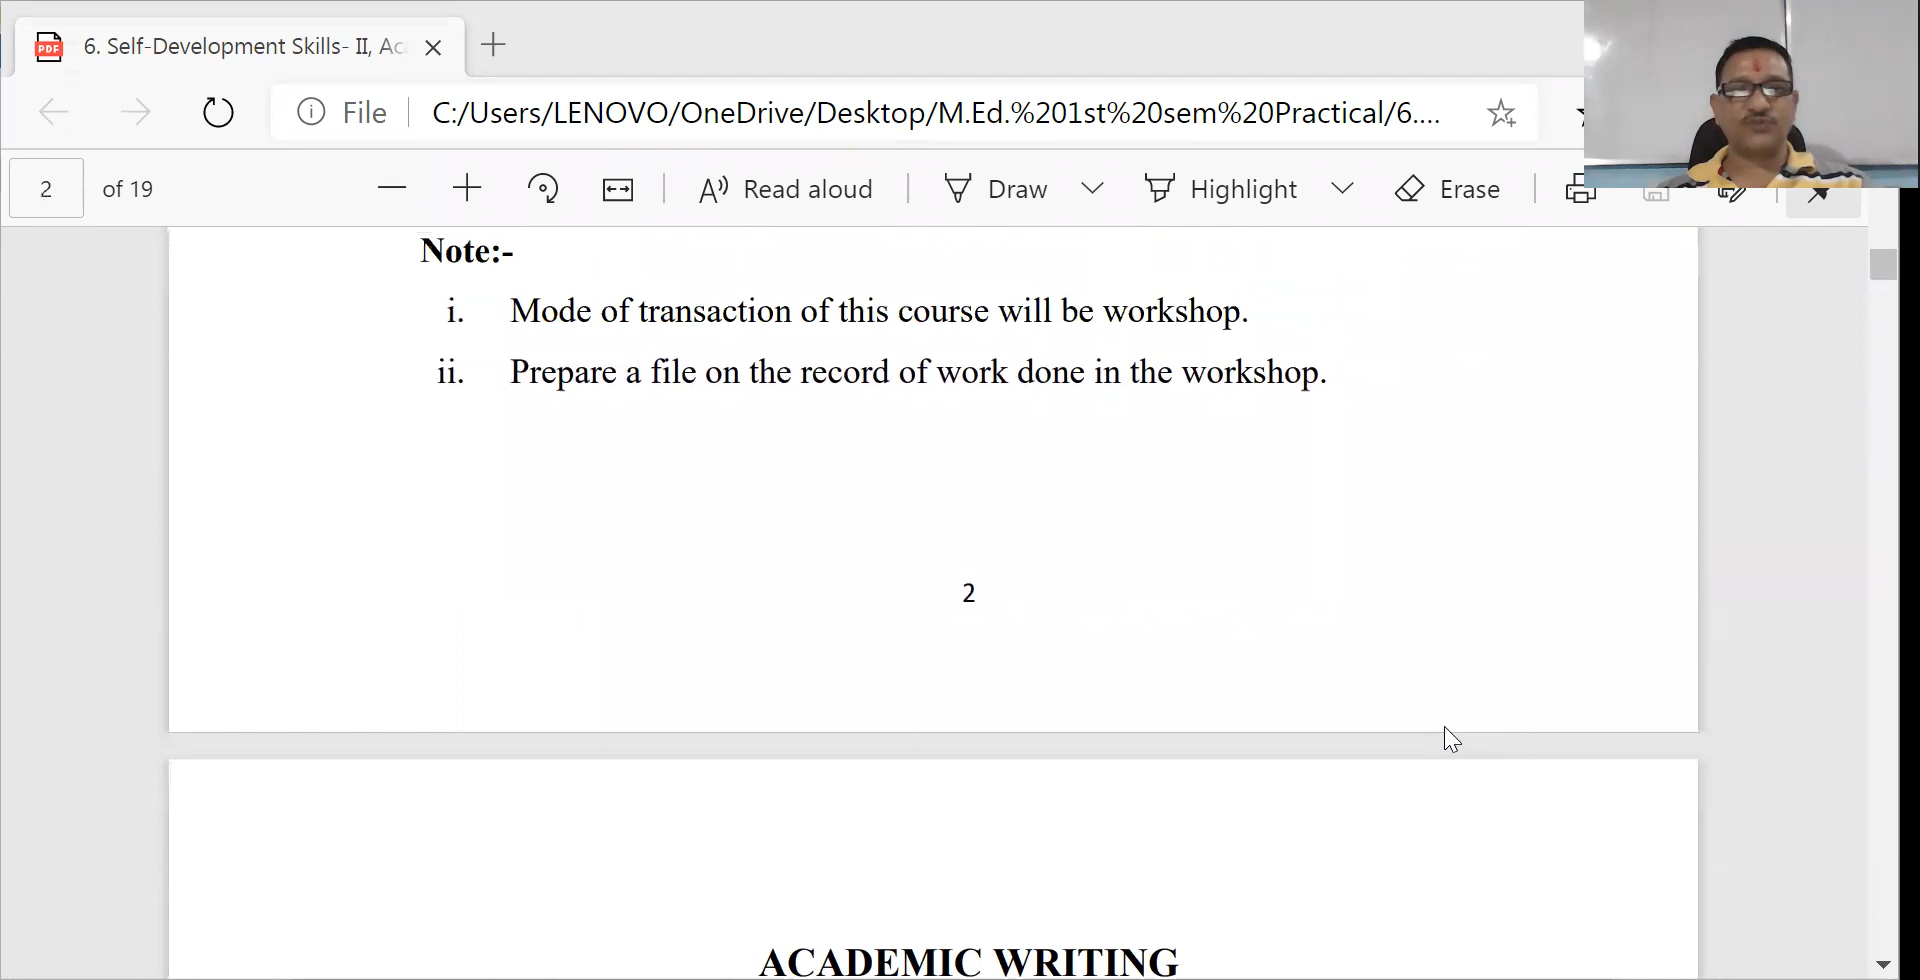 6. Self-Development Skills- II, Ac
File
C:/Users/LENOVO/OneDrive/Desktop/M.Ed.%201st%20sem%20Practical/6....
2 of 19
Read aloud
Draw
Highlight
Erase
Note:-
i. Mode of transaction of this course will be workshop.
ii. Prepare a file on the record of work done in the workshop.
2
ACADEMIC WRITING